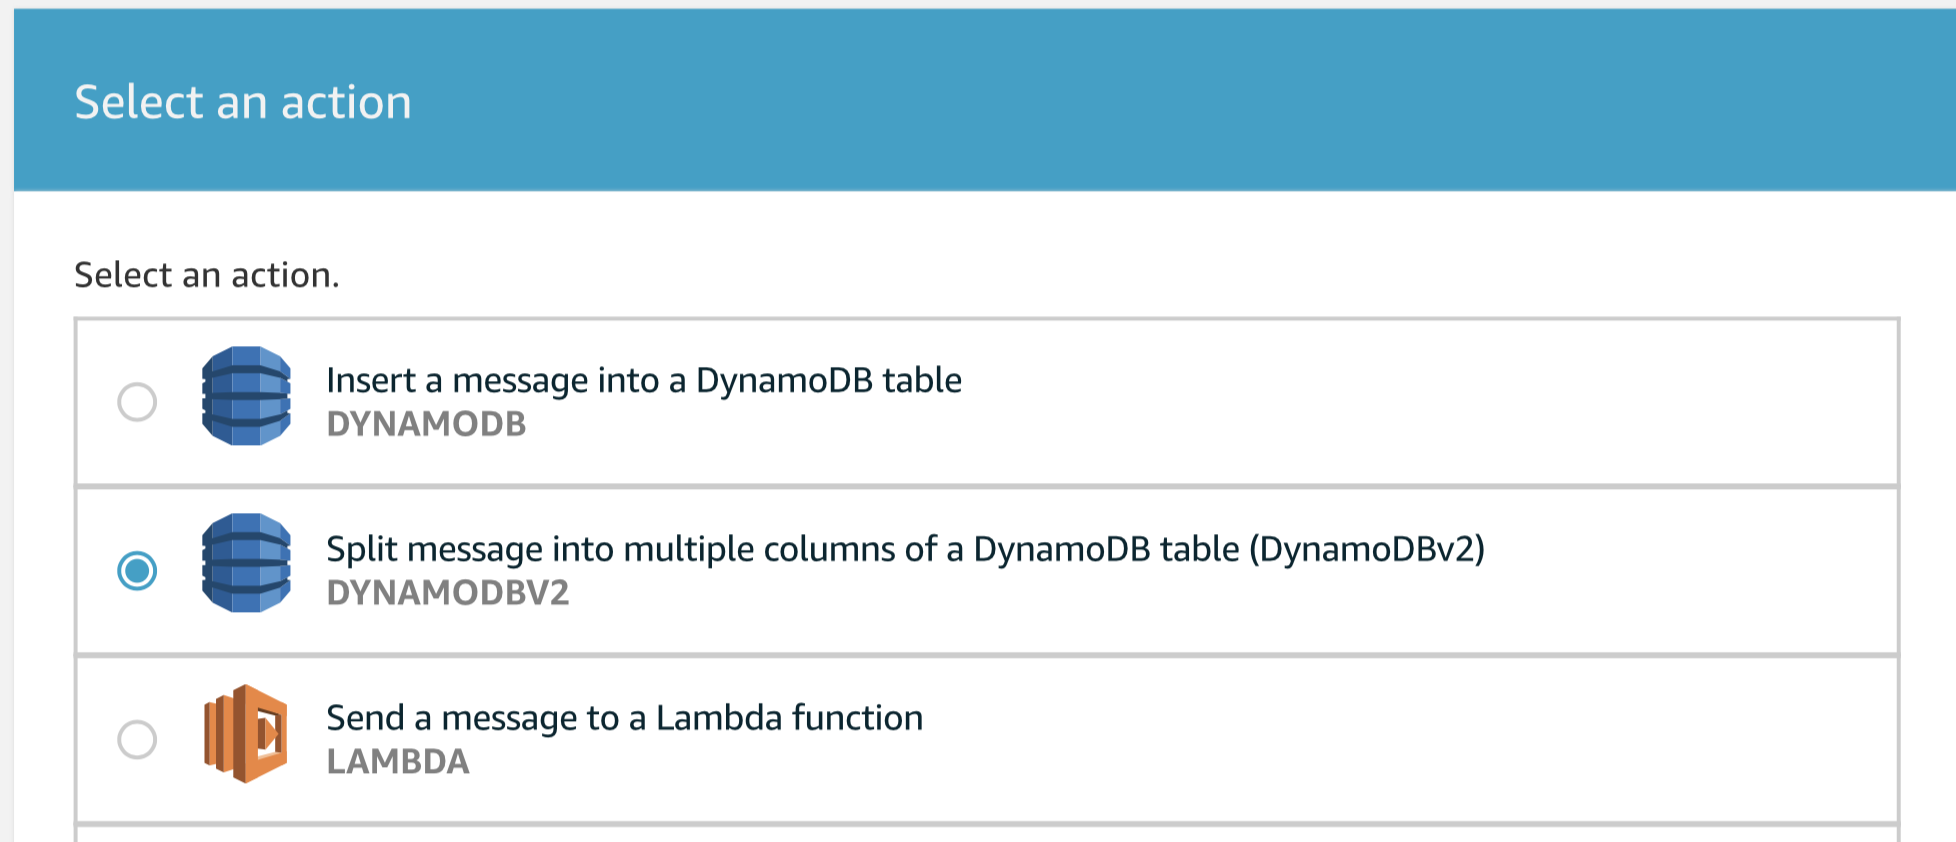 Select an action
Select an action.
Insert a message into a DynamoDB table
DYNAMODB
Split message into multiple columns of a DynamoDB table (DynamoDBv2)
DYNAMODBV2
Send a message to a Lambda function
LAMBDA